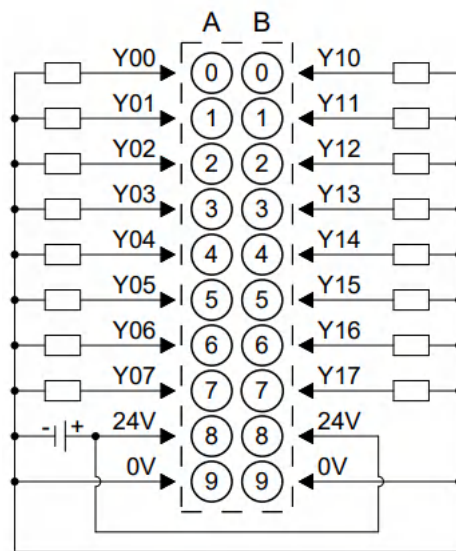 A B
Y00 0 0 Y10
Y01 1 1 Y11
Y02 2 2 Y12
Y03 3 3 Y13
Y04 4 4 Y14
Y05 5 5 Y15
Y06 6 6 Y16
Y07 7 7 Y17
- + 24V 8 8 24V
0V 9 9 0V